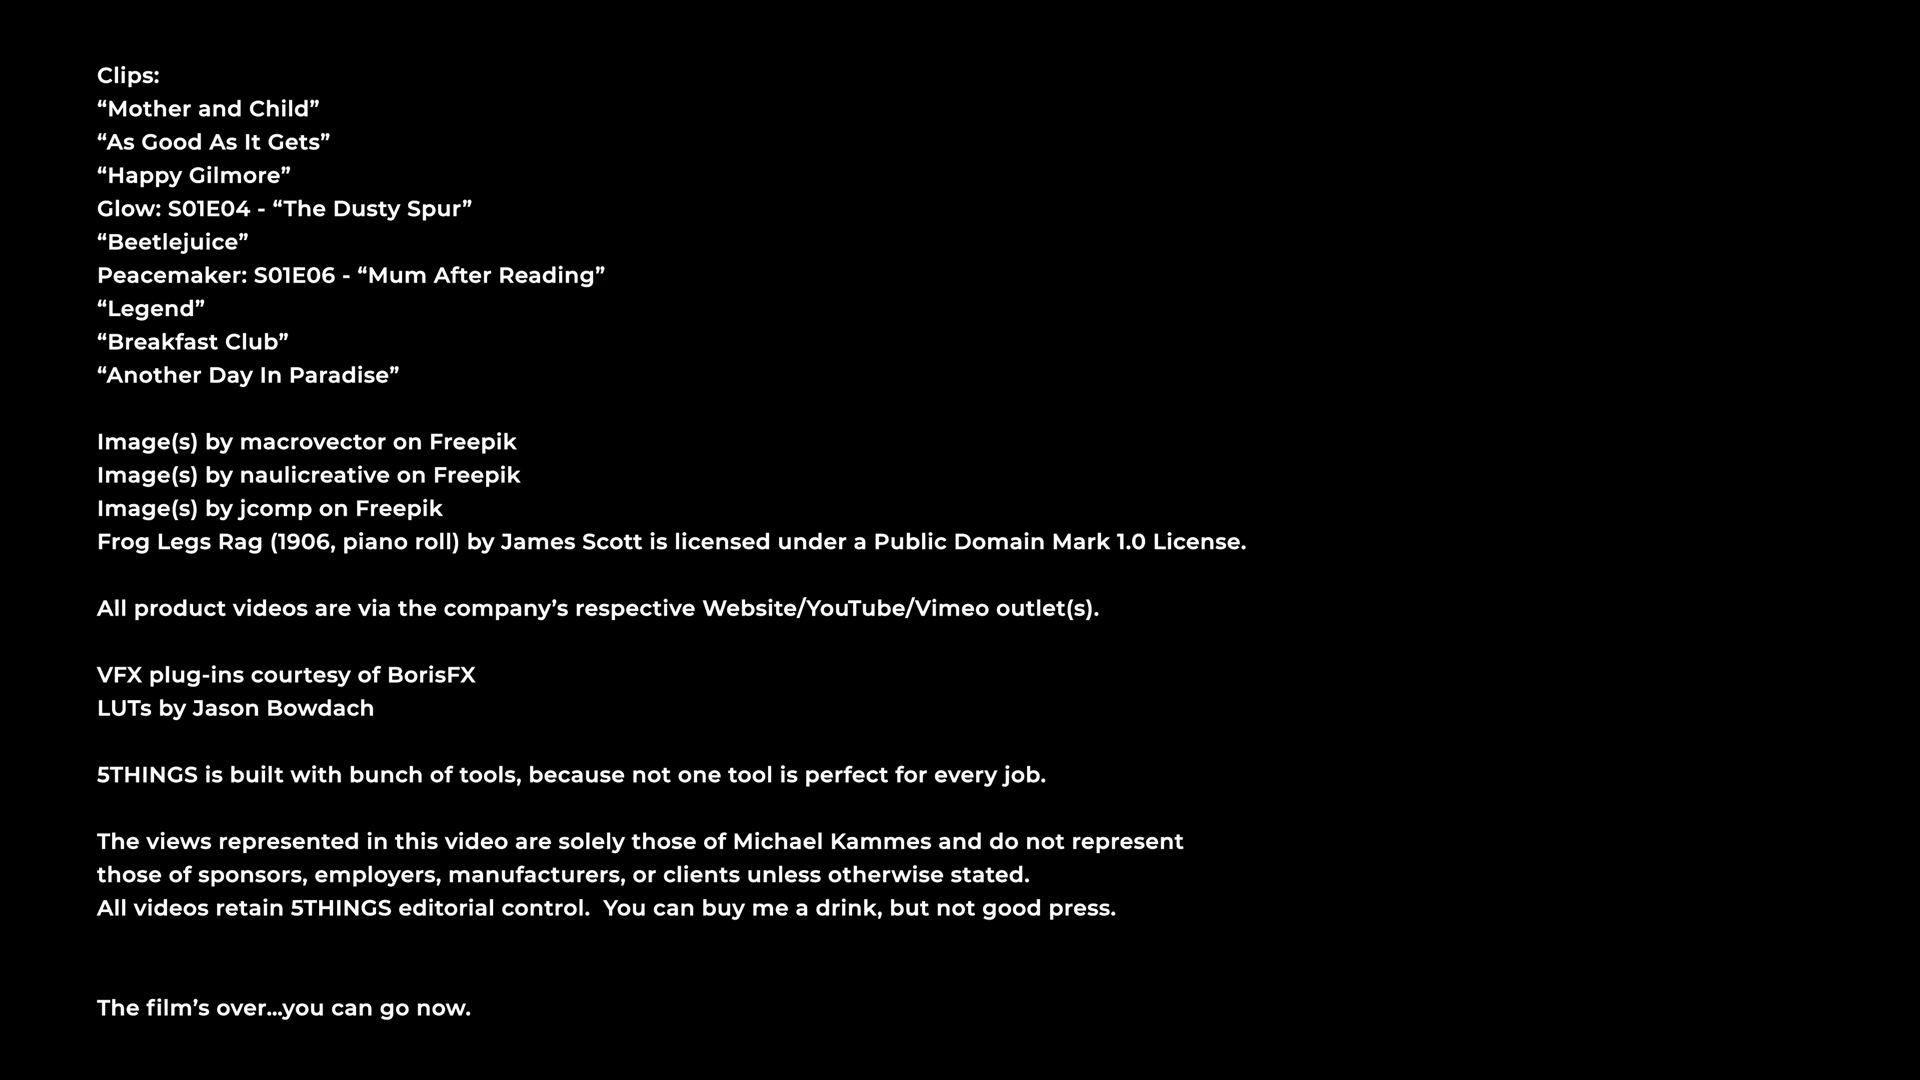 Clips:
“Mother and Child”
“As Good As It Gets”
“Happy Gilmore”
Glow: S01E04 - “The Dusty Spur”
“Beetlejuice”
Peacemaker: S01E06 - “Mum After Reading”
“Legend”
“Breakfast Club”
“Another Day In Paradise”
Image(s) by macrovector on Freepik
Image(s) by naulicreative on Freepik
Image(s) by jcomp on Freepik
Frog Legs Rag (1906, piano roll) by James Scott is licensed under a Public Domain Mark 1.0 License.
All product videos are via the company’s respective Website/YouTube/Vimeo outlet(s).
VFX plug-ins courtesy of BorisFX
LUTs by Jason Bowdach
5THINGS is built with bunch of tools, because not one tool is perfect for every job.
The views represented in this video are solely those of Michael Kammes and do not represent
those of sponsors, employers, manufacturers, or clients unless otherwise stated.
All videos retain 5THINGS editorial control.  You can buy me a drink, but not good press.
The film’s over...you can go now.